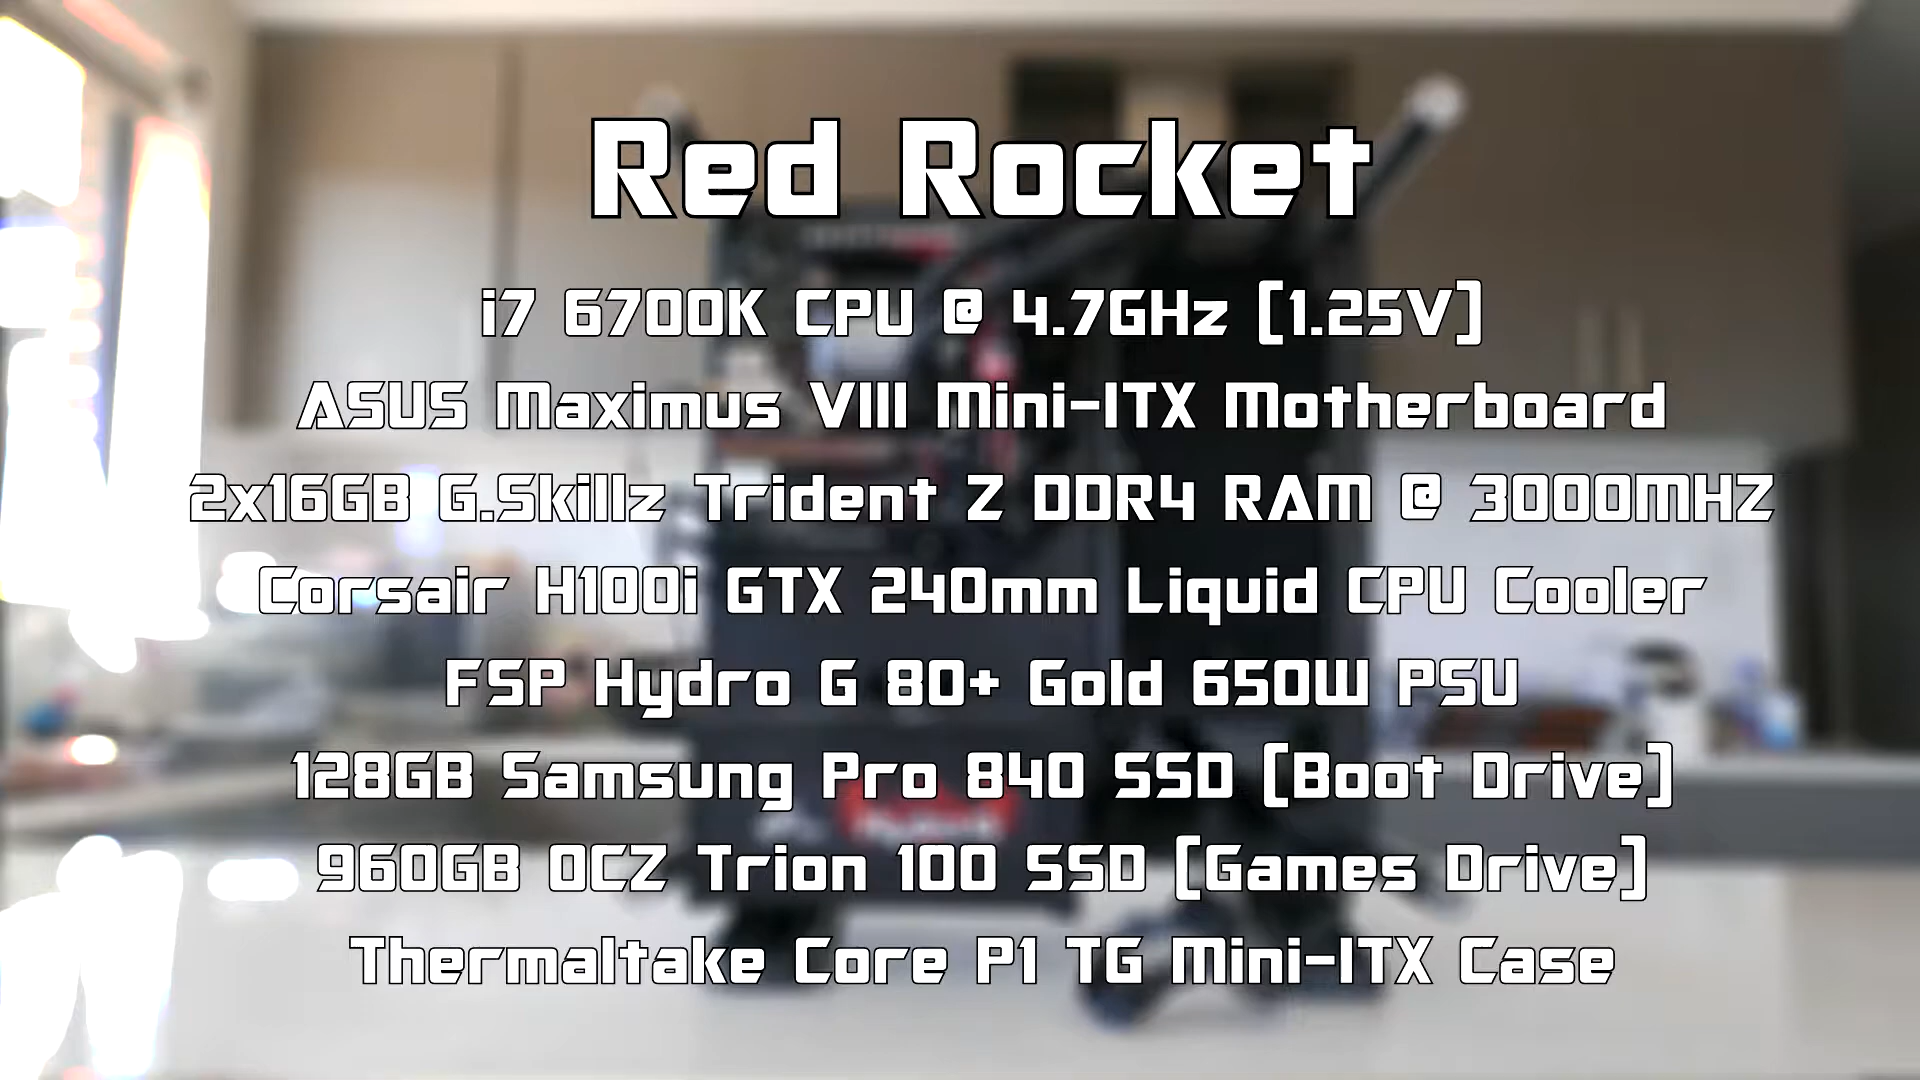 Red Rocket
i7 6700K CPU @ 4.7GHz [1.25V]
ASUS Maximus VIII Mini-ITX Motherboard
2x16GB G.Skillz Trident Z DDR4 RAM @ 3000MHZ
Corsair H100i GTX 240mm Liquid CPU Cooler
FSP Hydro G 80+ Gold 650W PSU
128GB Samsung Pro 840 SSD [Boot Drive]
960GB OCZ Trion 100 SSD [Games Drive]
Thermaltake Core P1 TG Mini-ITX Case